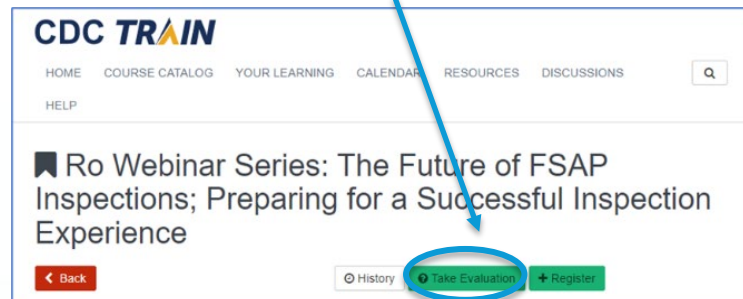 CDC TRAIN
HOME COURSE CATALOG YOUR LEARNING CALENDAR RESOURCES DISCUSSIONS
HELP
Ro Webinar Series: The Future of FSAP
Inspections; Preparing for a Successful Inspection
Experience
Back History Take Evaluation + Register